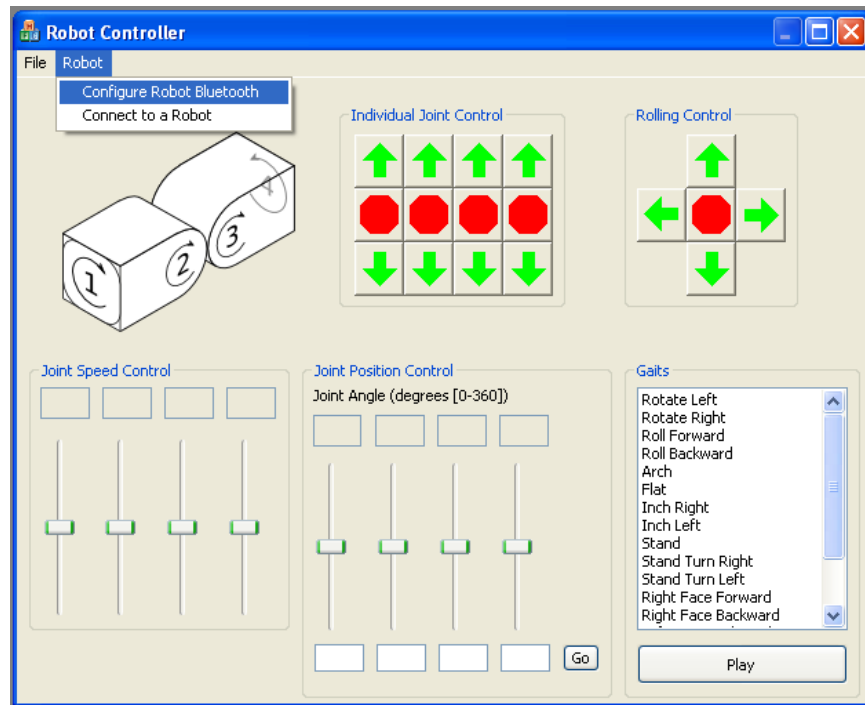 Robot Controller
File Robot
Configure Robot Bluetooth
Connect to a Robot
Individual Joint Control
Rolling Control
1
2
3
4
Joint Speed Control
Joint Position Control
Joint Angle (degrees [0-360])
Go
Gaits
Rotate Left
Rotate Right
Roll Forward
Roll Backward
Arch
Flat
Inch Right
Inch Left
Stand
Stand Turn Right
Stand Turn Left
Right Face Forward
Right Face Backward
Play